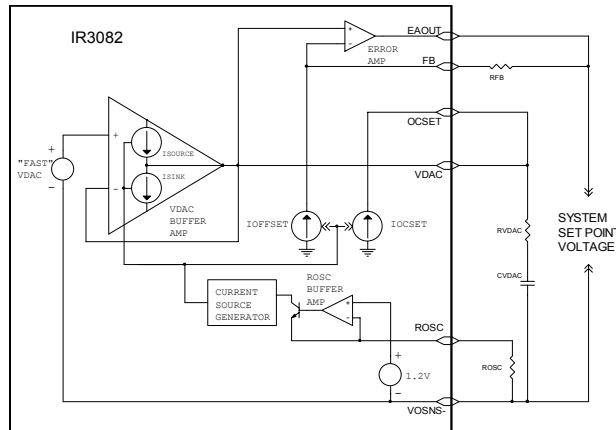 IR3082
EAOUT
ERROR
AMP
FB
RFB
OCSET
ISOURCE
+
"FAST"
VDAC
-
+
-
+
-
VDAC
ISINK
VDAC
BUFFER
AMP
IOFFSET
IOCSET
RVDAC
SYSTEM
SET POINT
VOLTAGE
CVDAC
CURRENT
SOURCE
GENERATOR
ROSC
BUFFER
AMP
+
-
ROSC
+
1.2V
-
ROSC
VOSNS-